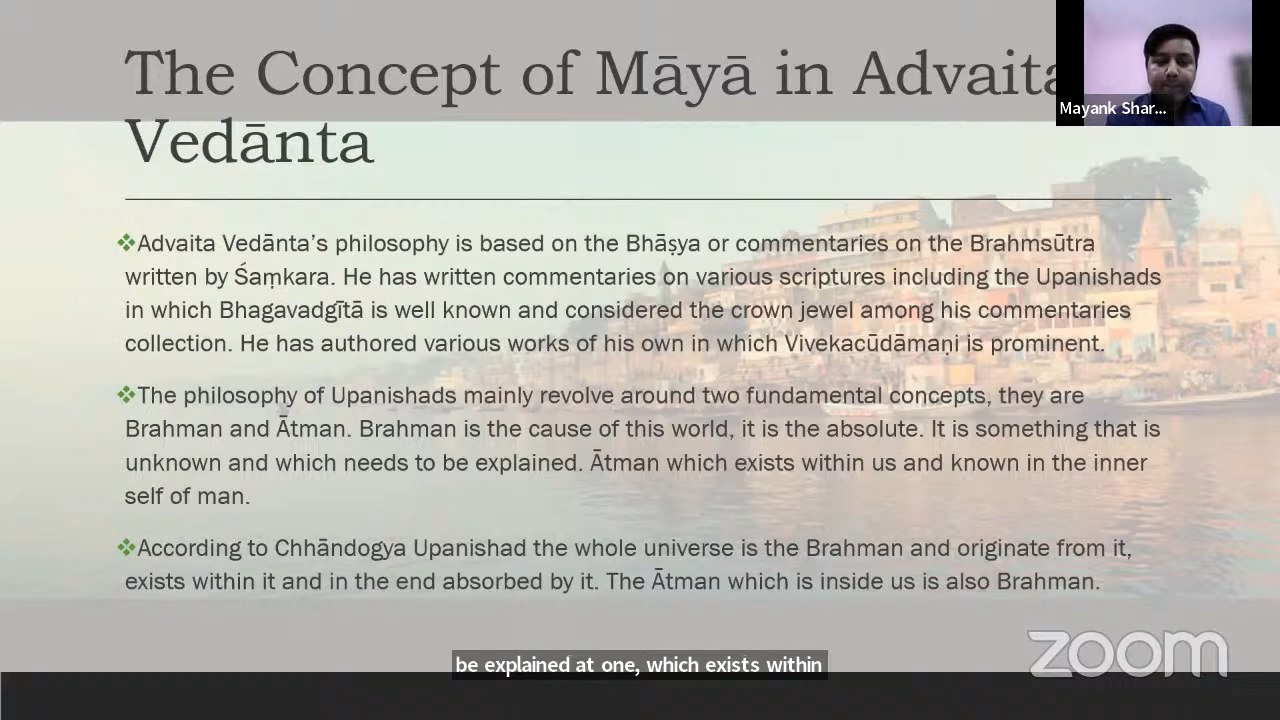 The Concept of Māyā in Advaita
Vedānta
Mayank Shar...
❖Advaita Vedānta's philosophy is based on the Bhāṣya or commentaries on the Brahmsūtra
written by Śaṃkara. He has written commentaries on various scriptures including the Upanishads
in which Bhagavadgītā is well known and considered the crown jewel among his commentaries
collection. He has authored various works of his own in which Vivekacūdāmaṇi is prominent.
❖The philosophy of Upanishads mainly revolve around two fundamental concepts, they are
Brahman and Ātman. Brahman is the cause of this world, it is the absolute. It is something that is
unknown and which needs to be explained. Ātman which exists within us and known in the inner
self of man.
❖According to Chhāndogya Upanishad the whole universe is the Brahman and originate from it,
exists within it and in the end absorbed by it. The Ātman which is inside us is also Brahman.
zoom
be explained at one, which exists within